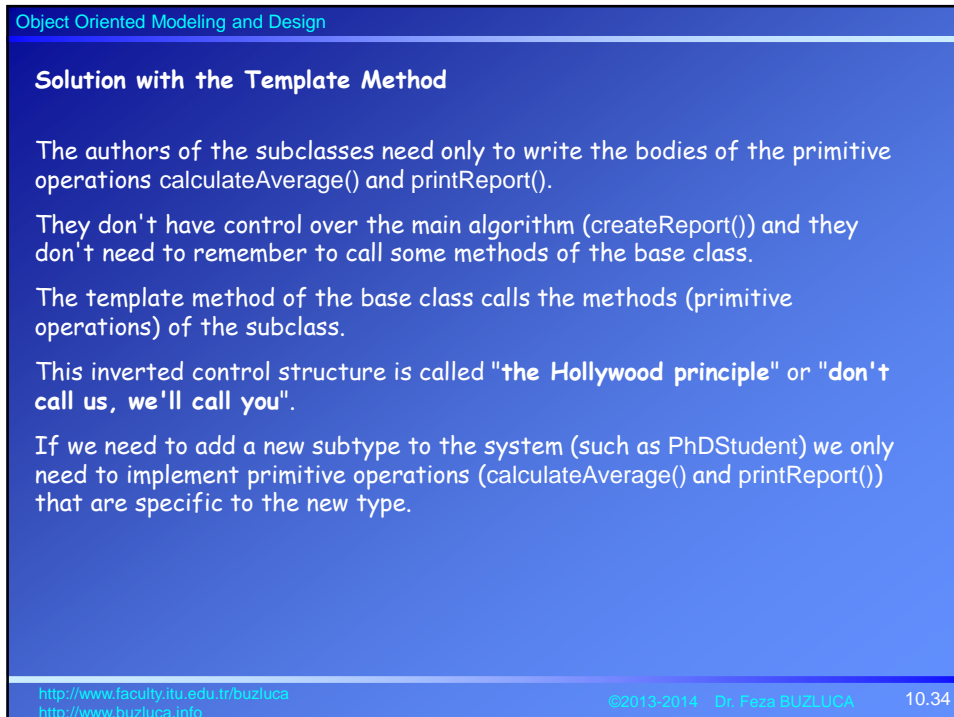 Object Oriented Modeling and Design
Solution with the Template Method
The authors of the subclasses need only to write the bodies of the primitive
operations calculateAverage() and printReport().
They don't have control over the main algorithm (createReport()) and they
don't need to remember to call some methods of the base class.
The template method of the base class calls the methods (primitive
operations) of the subclass.
This inverted control structure is called "the Hollywood principle" or "don't
call us, we'll call you".
If we need to add a new subtype to the system (such as PhDStudent) we only
need to implement primitive operations (calculateAverage() and printReport())
that are specific to the new type.
http://www.faculty.itu.edu.tr/buzluca
http://www.buzluca.info
©2013-2014 Dr. Feza BUZLUCA 10.34